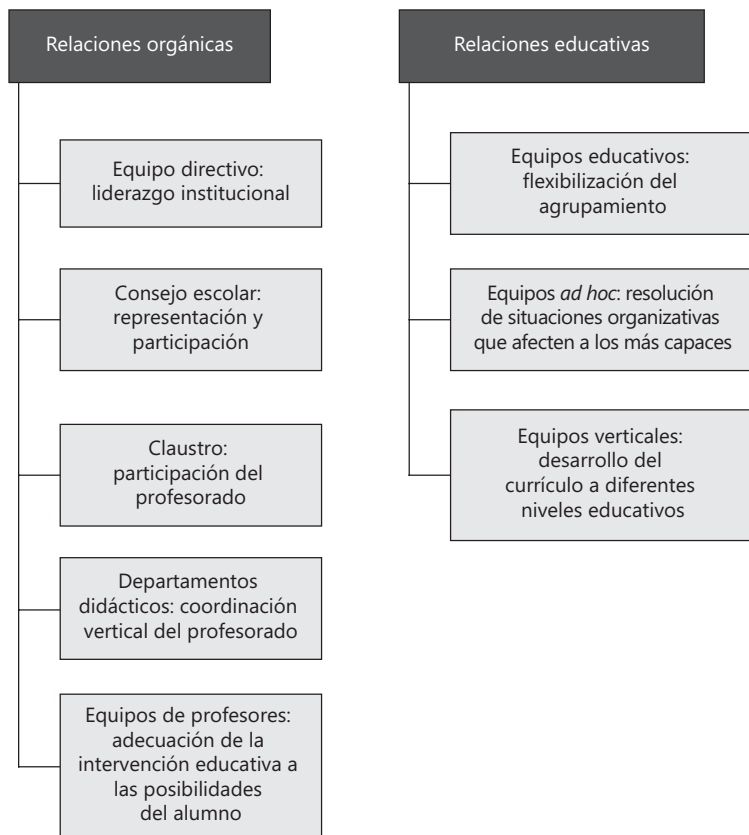 Relaciones orgánicas
Equipo directivo:
liderazgo institucional
Consejo escolar:
representación y
participación
Claustro:
participación del
profesorado
Departamentos
didácticos: coordinación
vertical del profesorado
Equipos de profesores:
adecuación de la
intervención educativa a
las posibilidades
del alumno
Relaciones educativas
Equipos educativos:
flexibilización del
agrupamiento
Equipos ad hoc: resolución
de situaciones organizativas
que afecten a los más capaces
Equipos verticales:
desarrollo del
currículo a diferentes
niveles educativos